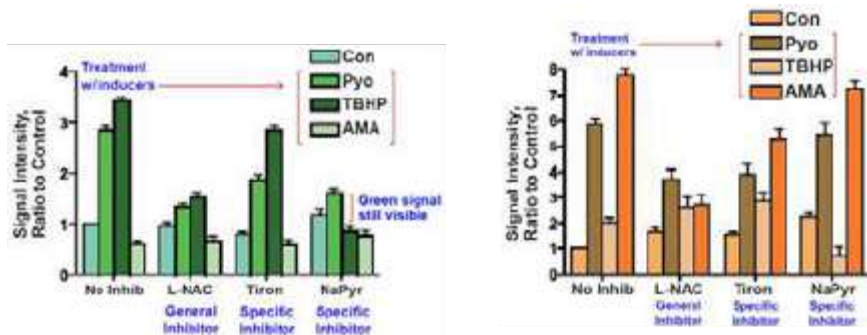 Treatment
w/inducers
Con
Pyo
TBHP
AMA
Signal Intensity,
Ratio to Control
4
3
2
1
0
Green signal
still visible
No Inhib
L-NAC
Tiron
NaPyr
General
Inhibitor
Specific
Inhibitor
Specific
Inhibitor
Treatment
w/ inducers
Con
Pyo
TBHP
AMA
Signal Intensity,
Ratio to Control
8
7
6
5
4
3
2
1
0
No Inhib
L-NAC
Tiron
NaPyr
General
Inhibitor
Specific
Inhibitor
Specific
Inhibitor